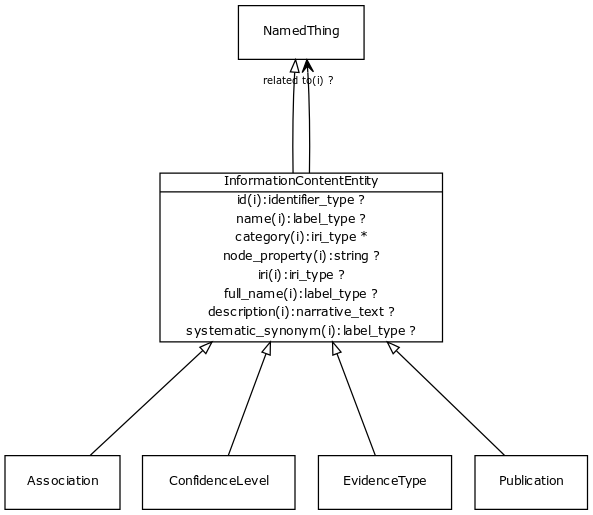 NamedThing
related to(i) ?
InformationContentEntity
id(i):identifier_type ?
name(i):label_type ?
category(i):iri_type *
node_property(i):string ?
iri(i):iri_type ?
full_name(i):label_type ?
description(i):narrative_text ?
systematic_synonym(i):label_type ?
Association
ConfidenceLevel
EvidenceType
Publication